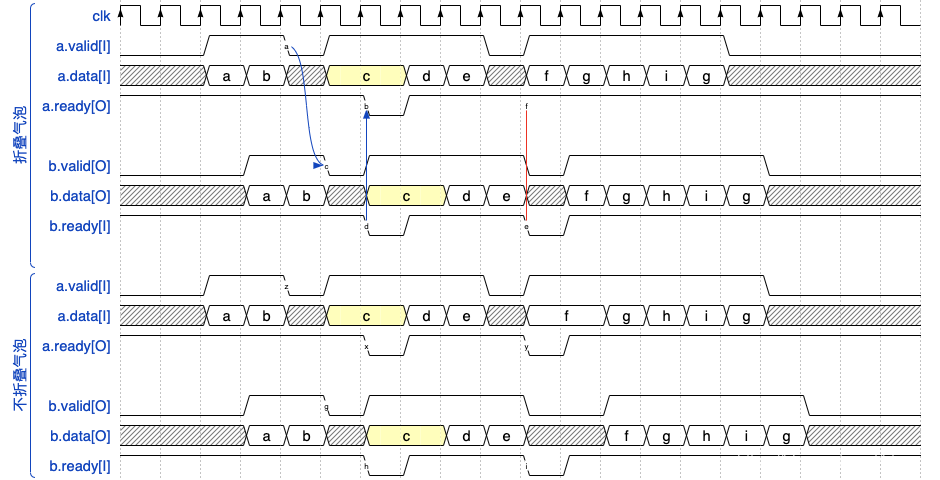 clk
a.valid[I] a
a.data[I] a b c d e f g h i g
a.ready[O] b f
折叠气泡
b.valid[O] c
b.data[O] a b c d e f g h i g
b.ready[I] d e
a.valid[I] z
a.data[I] a b c d e f g h i g
a.ready[O] x y
不折叠气泡
b.valid[O] g
b.data[O] a b c d e f g h i g
b.ready[I] h i